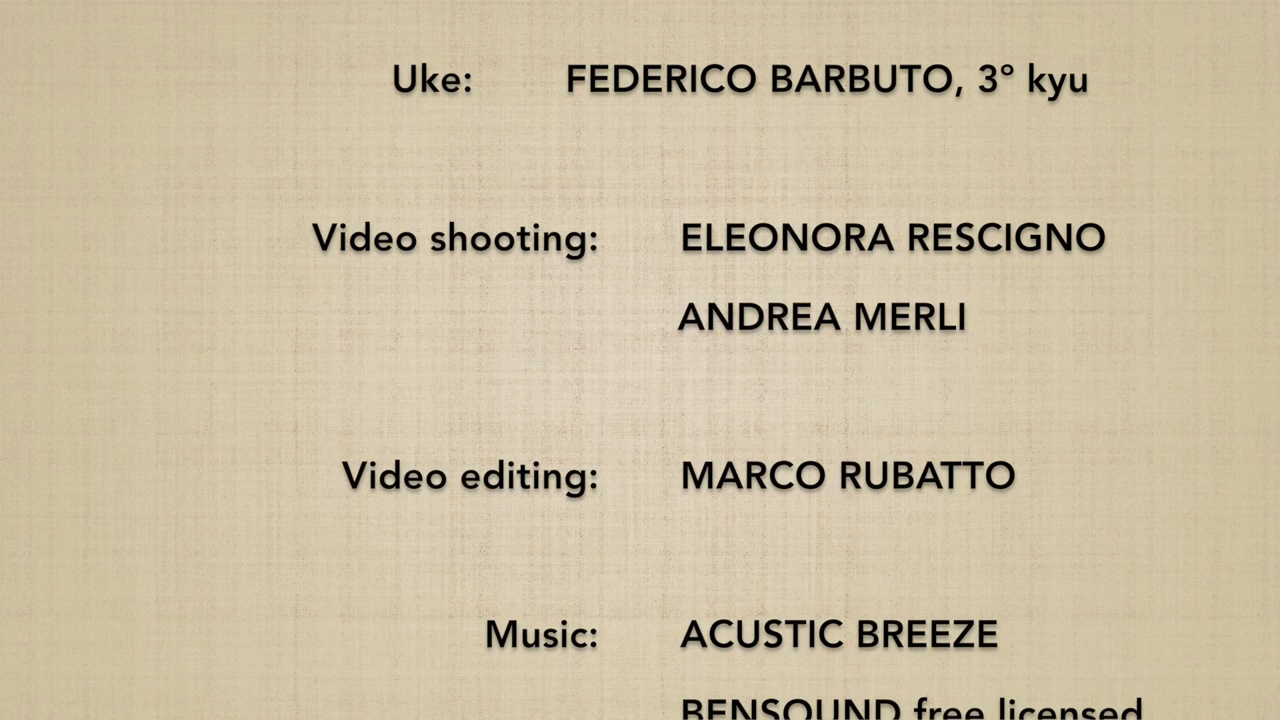 Uke: FEDERICO BARBUTO, 3° kyu
Video shooting: ELEONORA RESCIGNO
ANDREA MERLI
Video editing: MARCO RUBATTO
Music: ACUSTIC BREEZE
BENSOUND free licensed